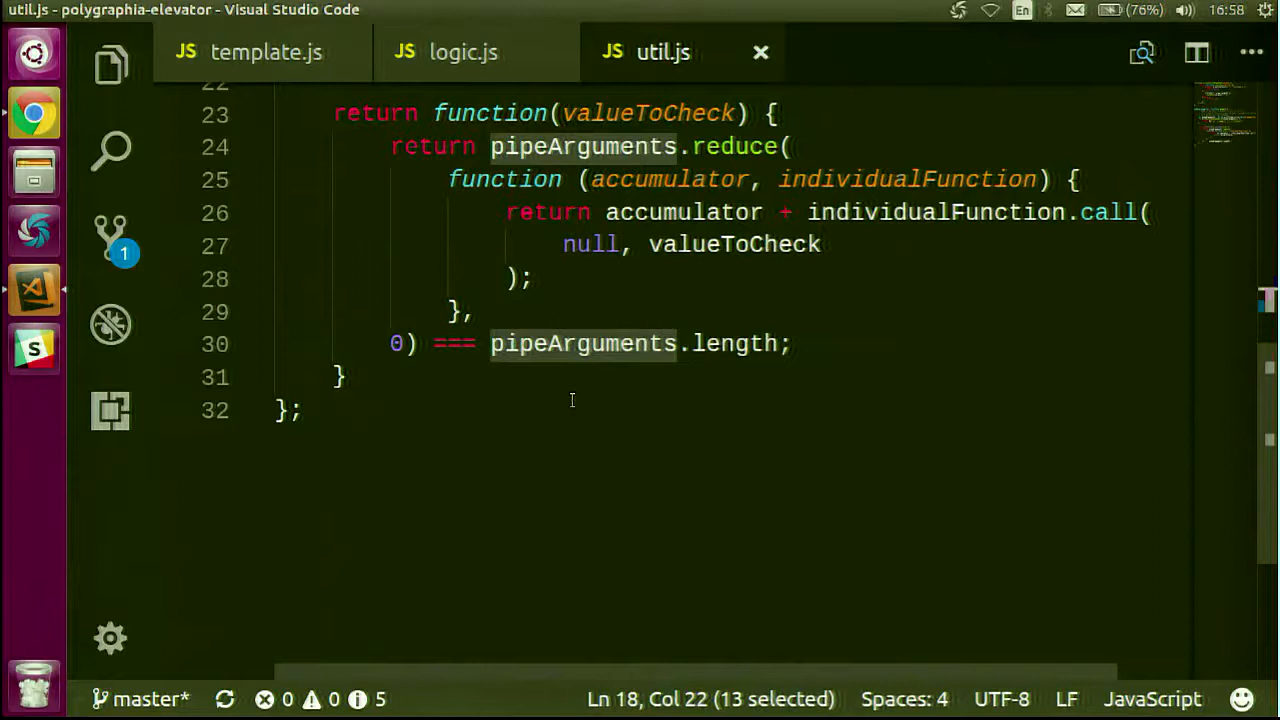 util.js - polygraphia-elevator - Visual Studio Code En (76%) 16:58
JS template.js JS logic.js JS util.js
22
23 return function(valueToCheck) {
24 return pipeArguments.reduce(
25 function (accumulator, individualFunction) {
26 return accumulator + individualFunction.call(
27 null, valueToCheck
28 );
29 },
30 0) === pipeArguments.length;
31 }
32 };
1
S
master* 0 0 5 Ln 18, Col 22 (13 selected) Spaces: 4 UTF-8 LF JavaScript